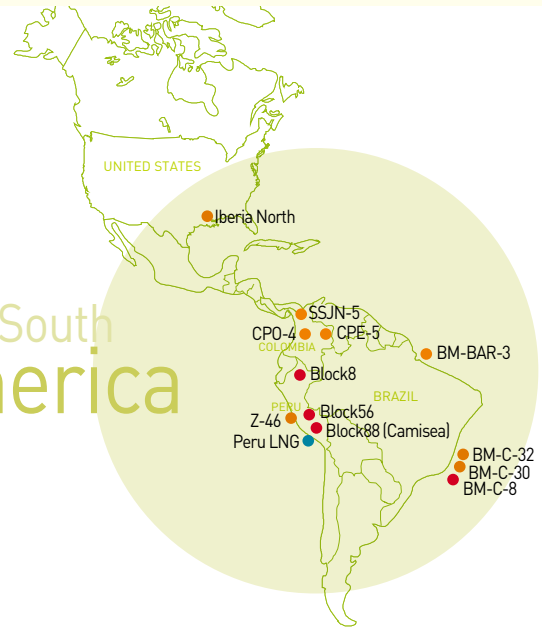 UNITED STATES
Iberia North
South
merica
SSJN-5
CPO-4
CPE-5
COLOMBIA
BM-BAR-3
Block8
BRAZIL
PERU
Block56
Z-46
Block88 (Camisea)
Peru LNG
BM-C-32
BM-C-30
BM-C-8